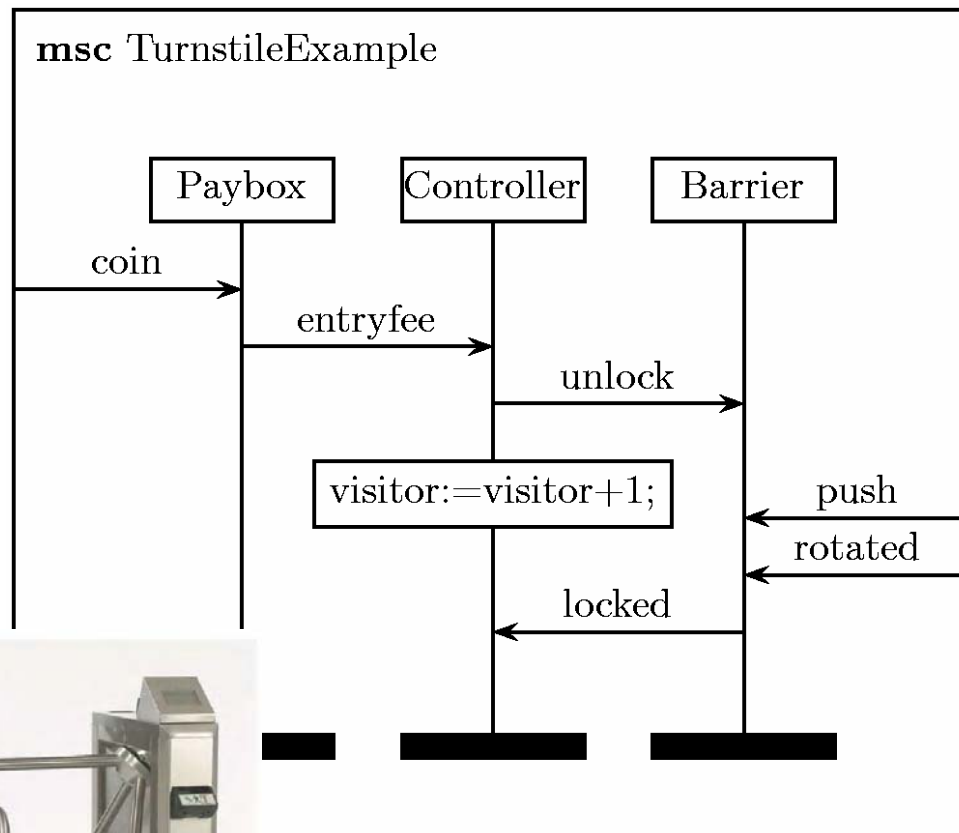 msc TurnstileExample
Paybox
Controller
Barrier
coin
entryfee
unlock
visitor:=visitor+1;
push
rotated
locked